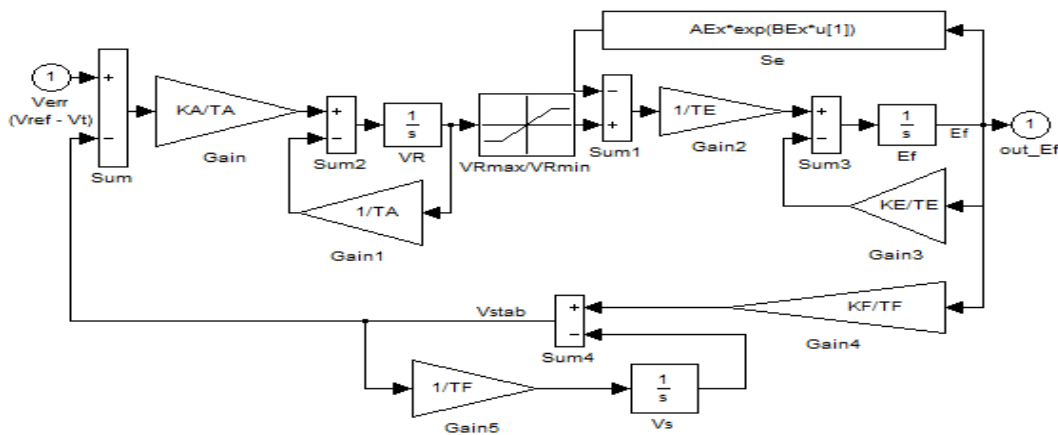 AEx*exp(BEx*u[1])
Se
1
Verr
(Vref - Vt)
+
−
Sum
KA/TA
Gain
+
−
Sum2
1
s
VR
VRmax/VRmin
−
+
Sum1
1/TE
Gain2
+
−
Sum3
1
s
Ef
Ef
1
out_Ef
1/TA
Gain1
KE/TE
Gain3
Vstab
+
−
Sum4
KF/TF
Gain4
1/TF
Gain5
1
s
Vs